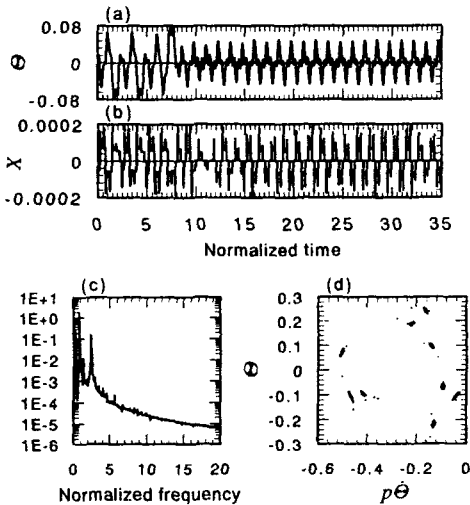 (a)
0.08
0
-0.08
Θ
(b)
0.0002
0
-0.0002
X
0 5 10 15 20 25 30 35
Normalized time
(c)
1E+1
1E+0
1E-1
1E-2
1E-3
1E-4
1E-5
1E-6
0 5 10 15 20
Normalized frequency
(d)
0.3
0.2
0.1
0
-0.1
-0.2
-0.3
Θ
-0.6 -0.4 -0.2 0
pΘ̇